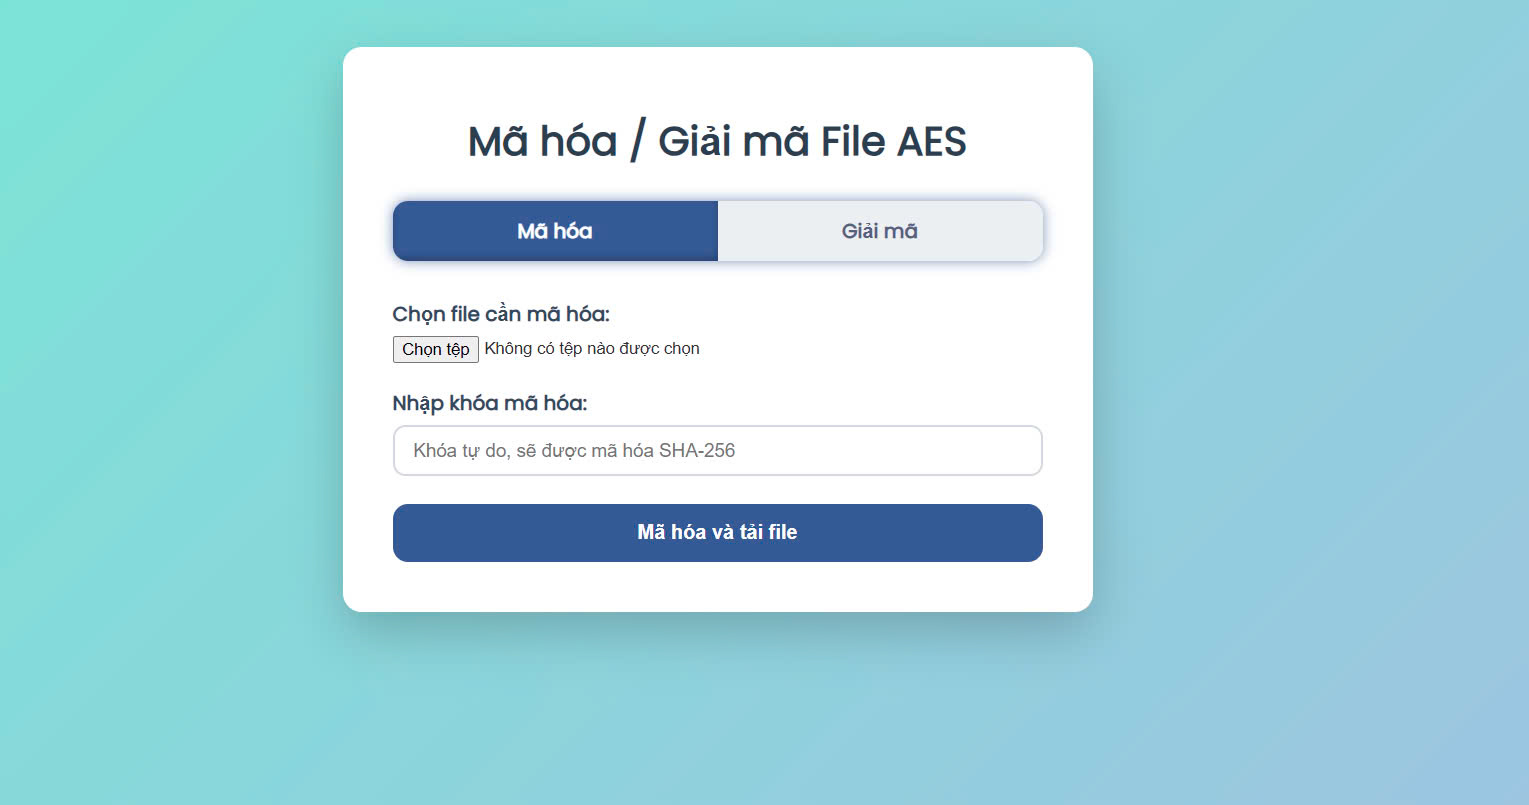 Mã hóa / Giải mã File AES
Mã hóa
Giải mã
Chọn file cần mã hóa:
Chọn tệp Không có tệp nào được chọn
Nhập khóa mã hóa:
Khóa tự do, sẽ được mã hóa SHA-256
Mã hóa và tải file